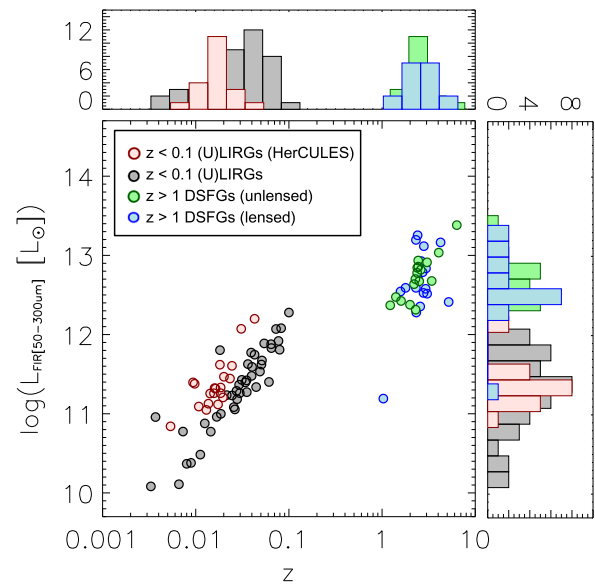 12
6
0
0
4
8
z < 0.1 (U)LIRGs (HerCULES)
z < 0.1 (U)LIRGs
z > 1 DSFGs (unlensed)
z > 1 DSFGs (lensed)
14
13
12
11
10
log(L_FIR[50-300um] [L_⊙])
0.001
0.01
0.1
1
10
z